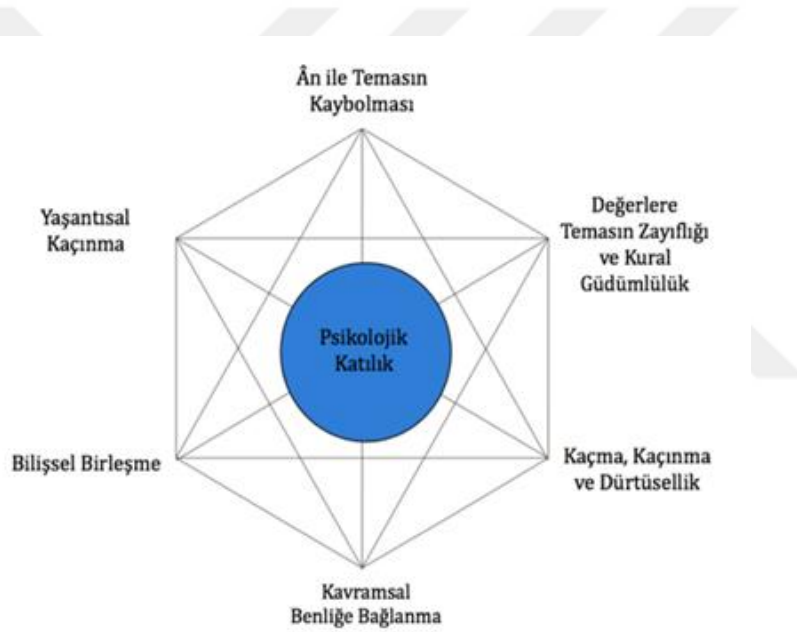 Ân ile Temasın
Kaybolması
Yaşantısal
Kaçınma
Değerlere
Temasın Zayıflığı
ve Kural
Güdümlülük
Psikolojik
Katılık
Bilişsel Birleşme
Kaçma, Kaçınma
ve Dürtüsellik
Kavramsal
Benliğe Bağlanma